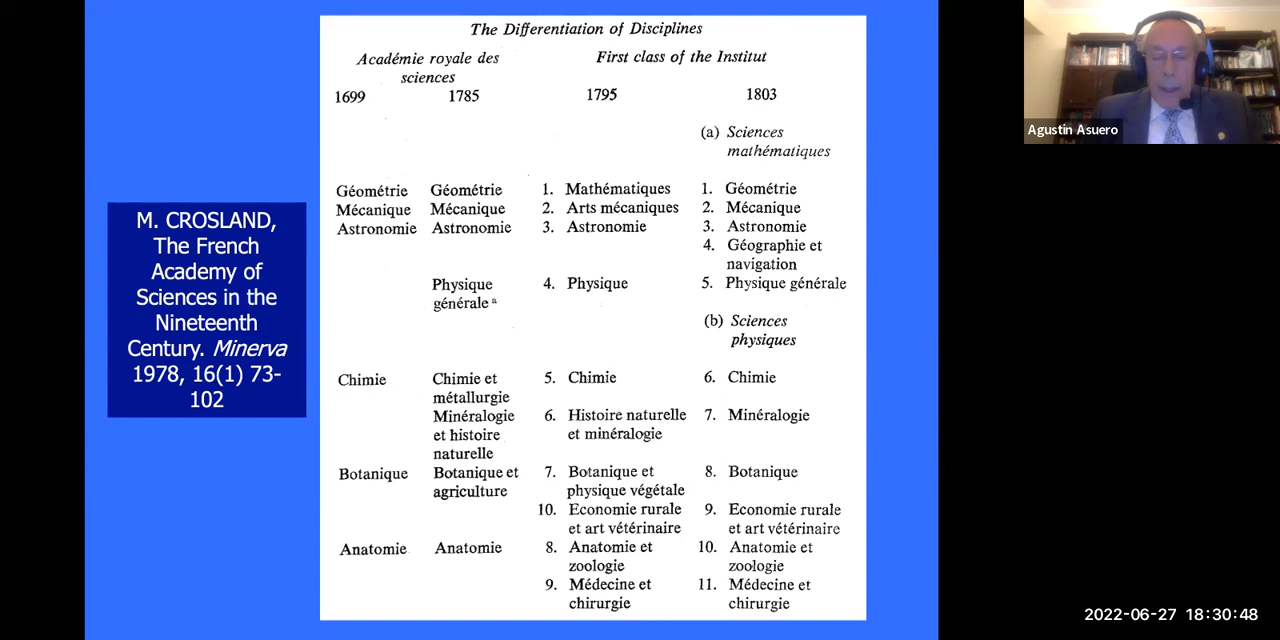 The Differentiation of Disciplines
Académie royale des sciences
First class of the Institut
1699 1785 1795 1803
(a) Sciences mathématiques
Géométrie Géométrie 1. Mathématiques 1. Géométrie
Mécanique Mécanique 2. Arts mécaniques 2. Mécanique
Astronomie Astronomie 3. Astronomie 3. Astronomie
4. Géographie et navigation
Physique générale a 4. Physique 5. Physique générale
(b) Sciences physiques
Chimie Chimie et métallurgie 5. Chimie 6. Chimie
Minéralogie et histoire naturelle 6. Histoire naturelle et minéralogie 7. Minéralogie
Botanique Botanique et agriculture 7. Botanique et physique végétale 8. Botanique
10. Economie rurale et art vétérinaire 9. Economie rurale et art vétérinaire
Anatomie Anatomie 8. Anatomie et zoologie 10. Anatomie et zoologie
9. Médecine et chirurgie 11. Médecine et chirurgie
M. CROSLAND,
The French
Academy of
Sciences in the
Nineteenth
Century. Minerva
1978, 16(1) 73-
102
Agustin Asuero
2022-06-27 18:30:48